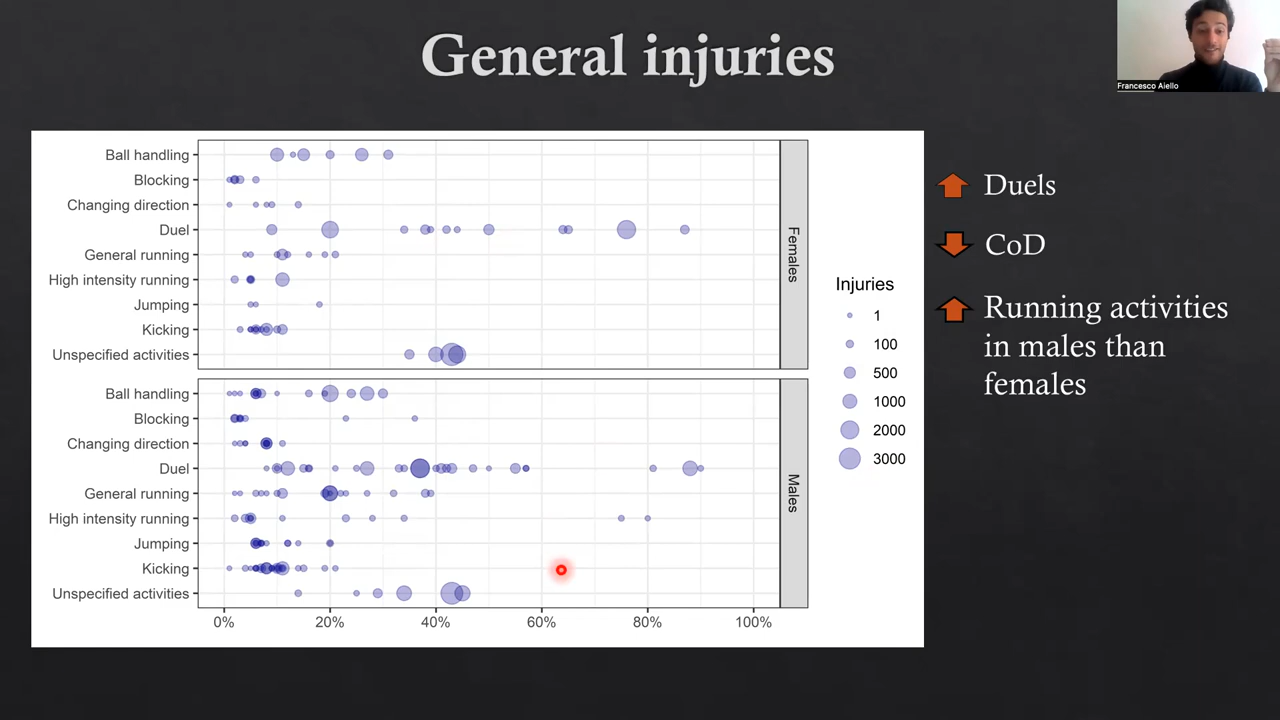 General injuries
Francesco Aiello
Ball handling
Blocking
Changing direction
Duel
General running
High intensity running
Jumping
Kicking
Unspecified activities
Females
Ball handling
Blocking
Changing direction
Duel
General running
High intensity running
Jumping
Kicking
Unspecified activities
Males
0% 20% 40% 60% 80% 100%
Injuries
1
100
500
1000
2000
3000
Duels
CoD
Running activities
in males than
females